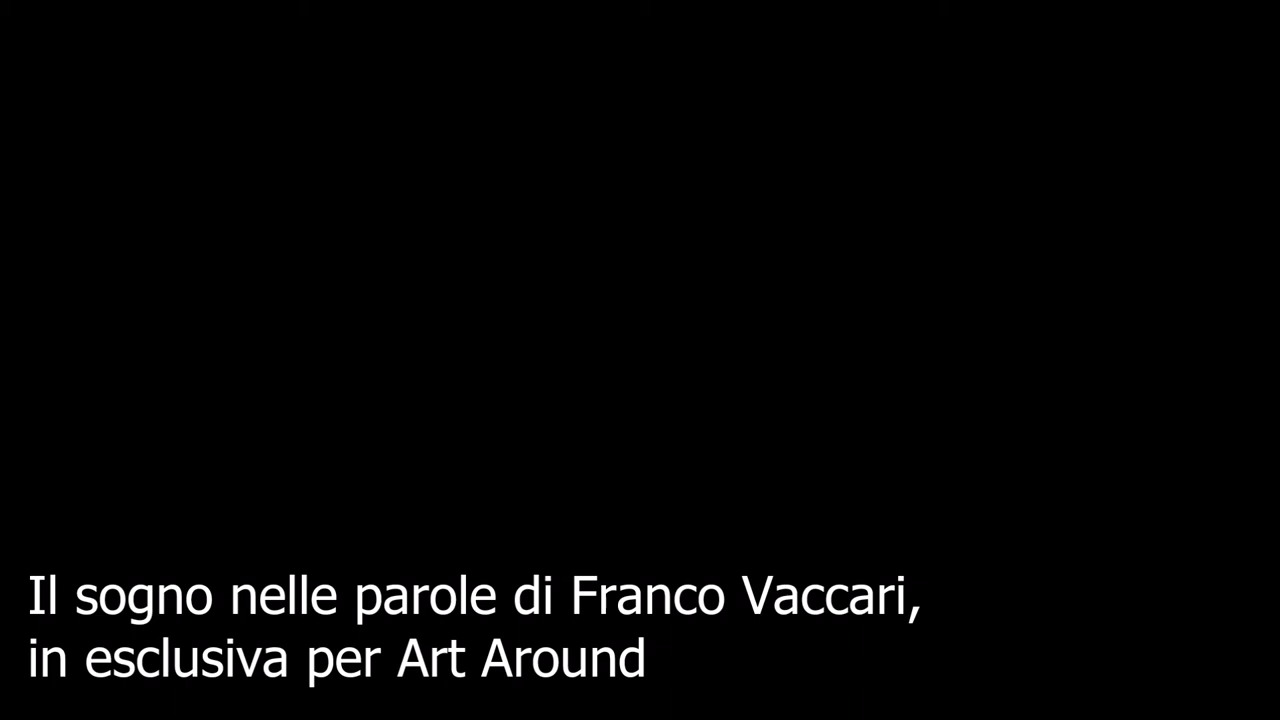 Il sogno nelle parole di Franco Vaccari,
in esclusiva per Art Around